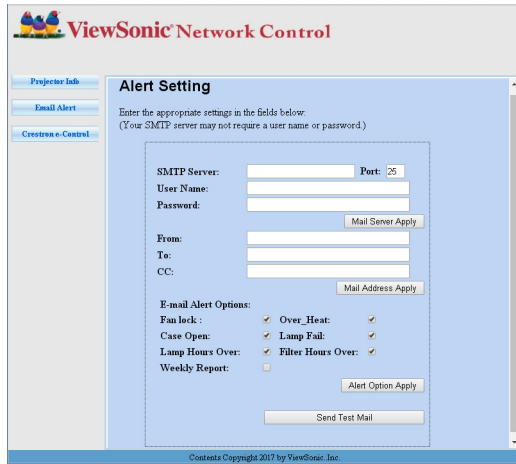 ViewSonic® Network Control
Projector Info
Email Alert
Crestron e-Control
Alert Setting
Enter the appropriate settings in the fields below:
(Your SMTP server may not require a user name or password.)
SMTP Server: Port: 25
User Name:
Password:
Mail Server Apply
From:
To:
CC:
Mail Address Apply
E-mail Alert Options:
Fan lock : Over_Heat:
Case Open: Lamp Fail:
Lamp Hours Over: Filter Hours Over:
Weekly Report:
Alert Option Apply
Send Test Mail
Contents Copyright 2017 by ViewSonic .Inc.